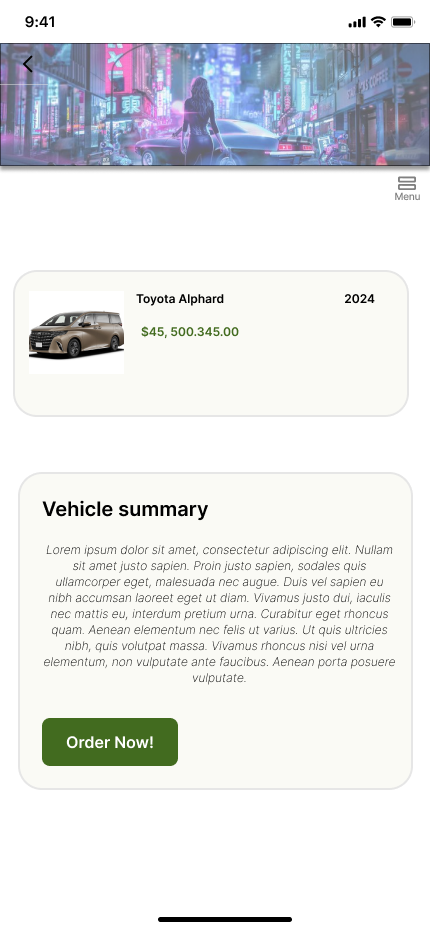 9:41
Menu
Toyota Alphard 2024
$45, 500.345.00
Vehicle summary
Lorem ipsum dolor sit amet, consectetur adipiscing elit. Nullam
sit amet justo sapien. Proin justo sapien, sodales quis
ullamcorper eget, malesuada nec augue. Duis vel sapien eu
nibh accumsan laoreet eget ut diam. Vivamus justo dui, iaculis
nec mattis eu, interdum pretium urna. Curabitur eget rhoncus
quam. Aenean elementum nec felis ut varius. Ut quis ultricies
nibh, quis volutpat massa. Vivamus rhoncus nisi vel urna
elementum, non vulputate ante faucibus. Aenean porta posuere
vulputate.
Order Now!